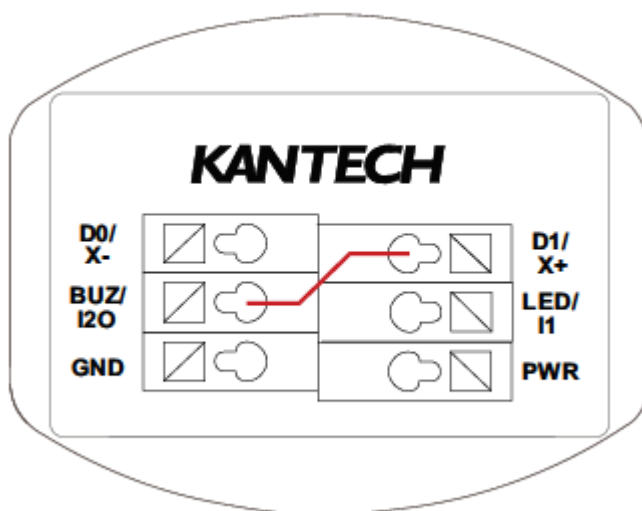 KANTECH
D0/
X-
D1/
X+
BUZ/
I2O
LED/
I1
GND
PWR